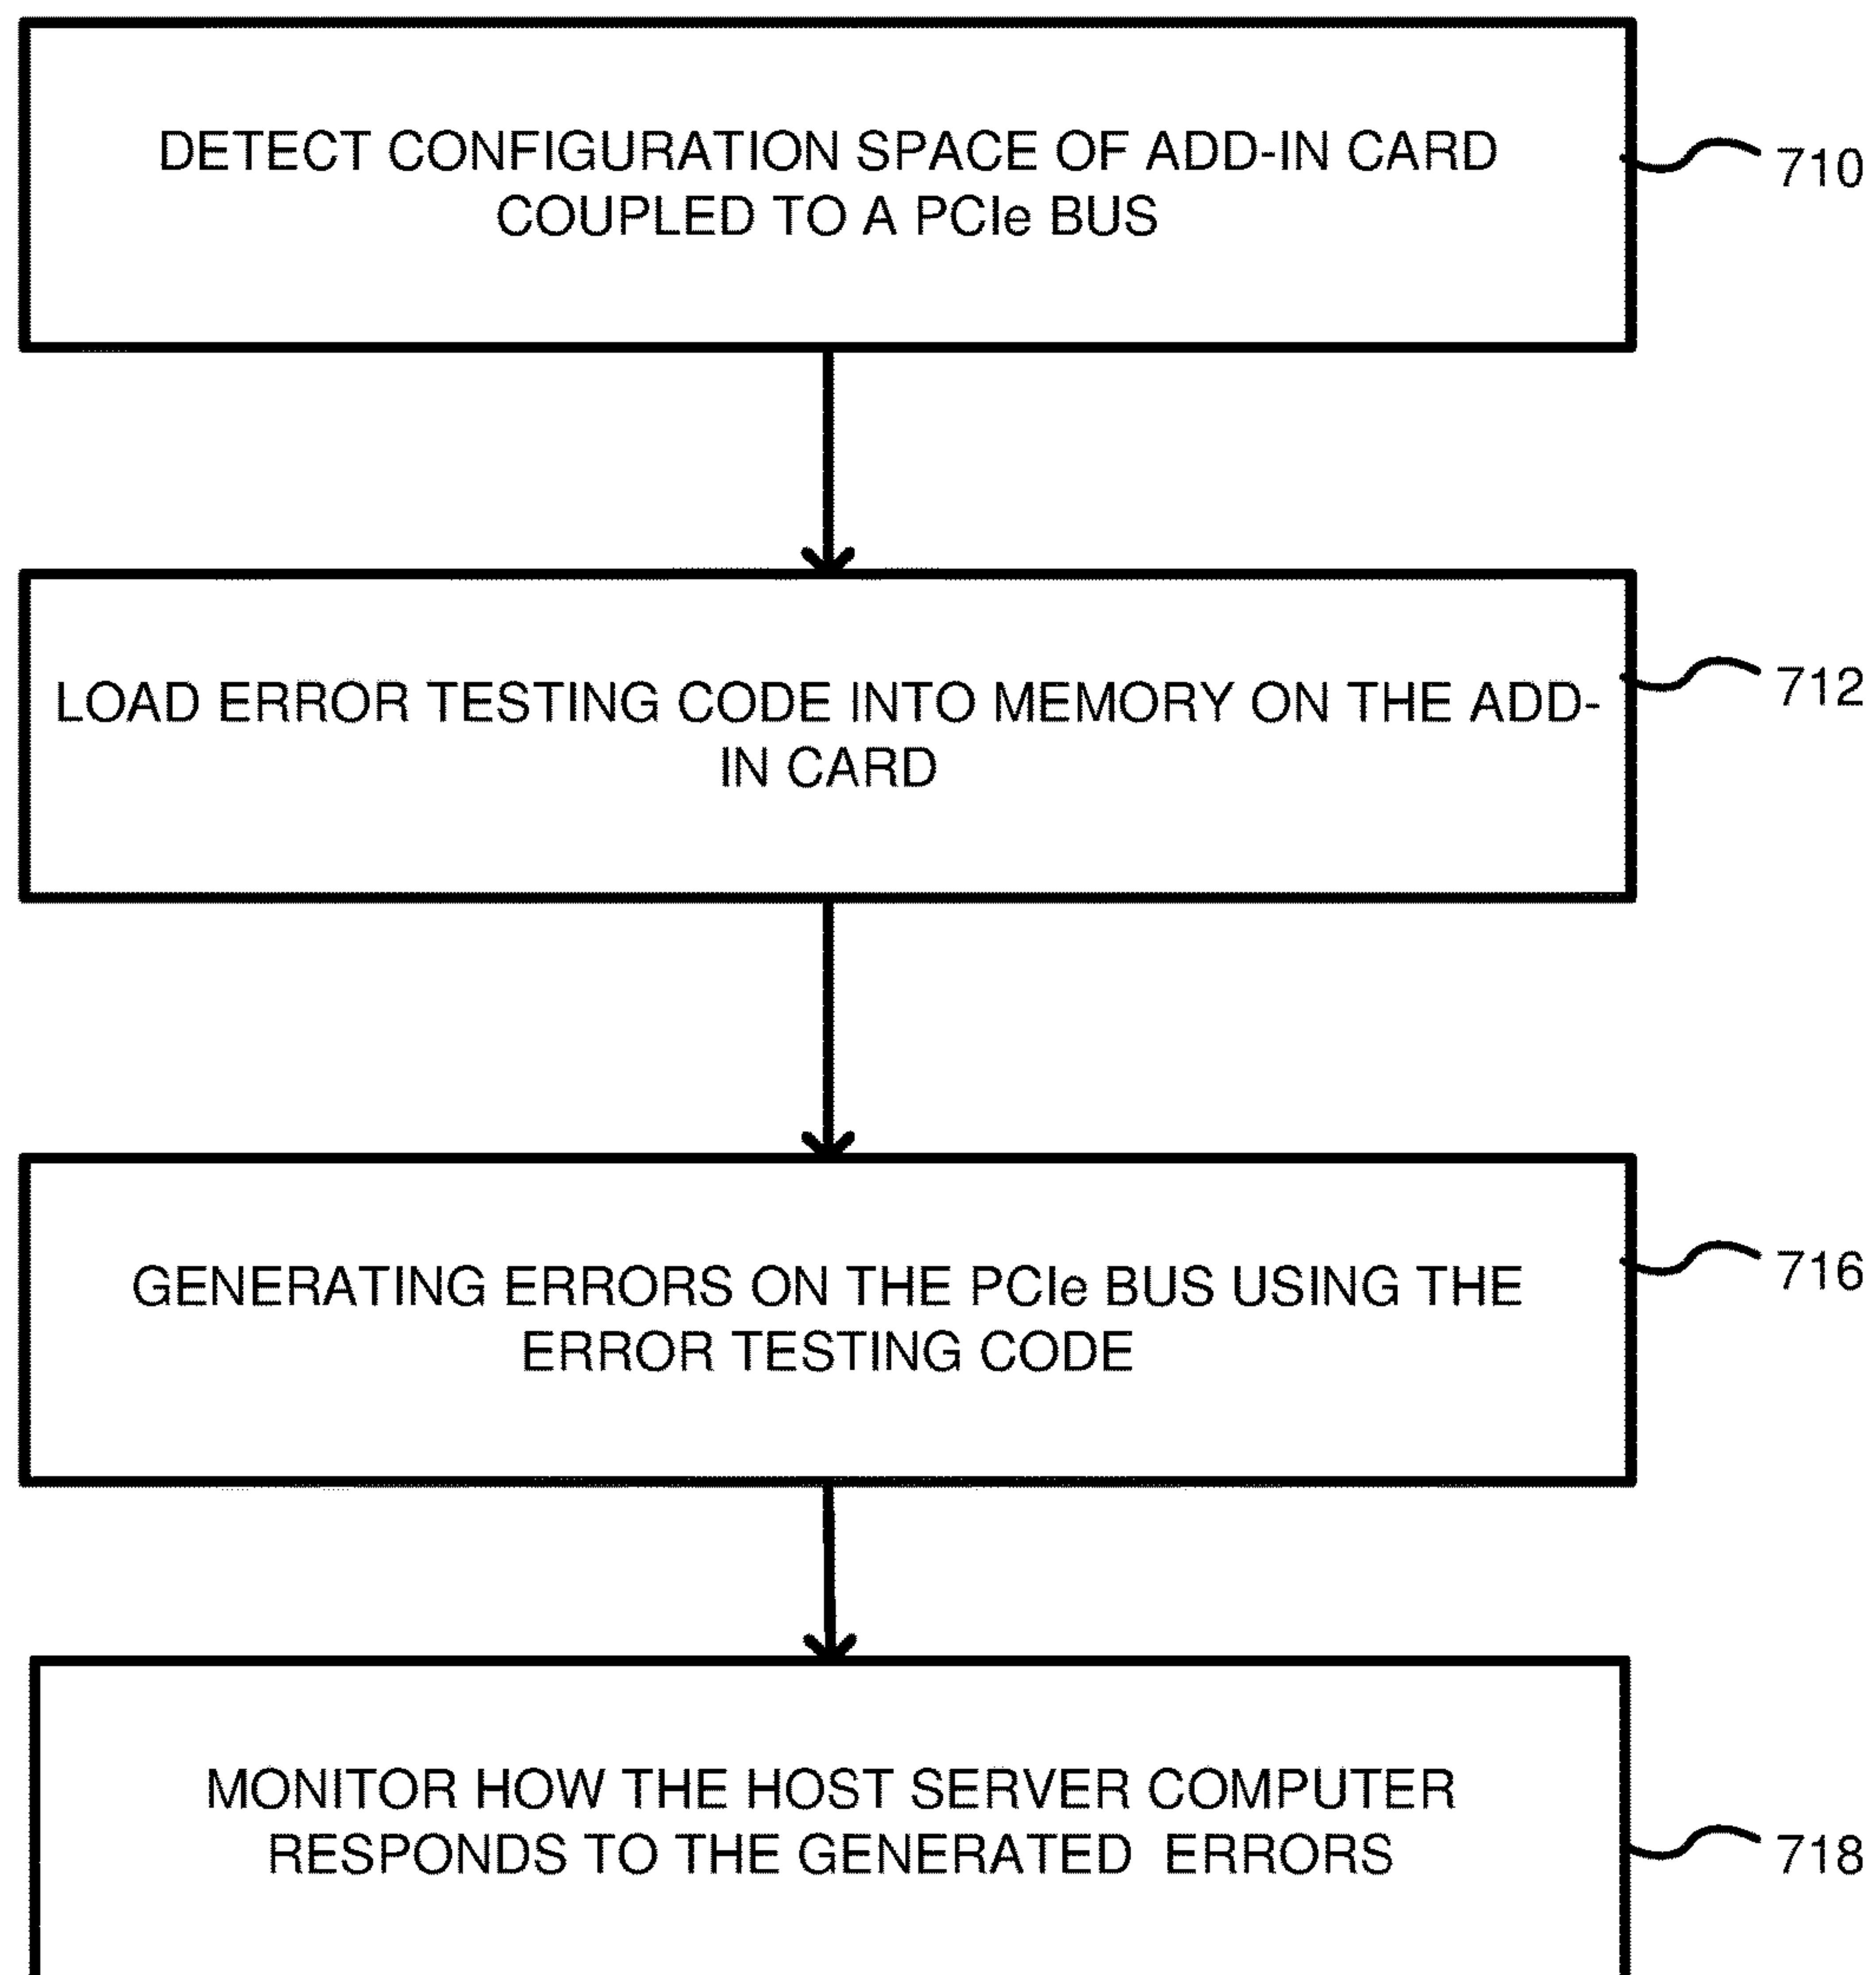 DETECT CONFIGURATION SPACE OF ADD-IN CARD
COUPLED TO A PCIe BUS
710
LOAD ERROR TESTING CODE INTO MEMORY ON THE ADD-
IN CARD
712
GENERATING ERRORS ON THE PCIe BUS USING THE
ERROR TESTING CODE
716
MONITOR HOW THE HOST SERVER COMPUTER
RESPONDS TO THE GENERATED ERRORS
718